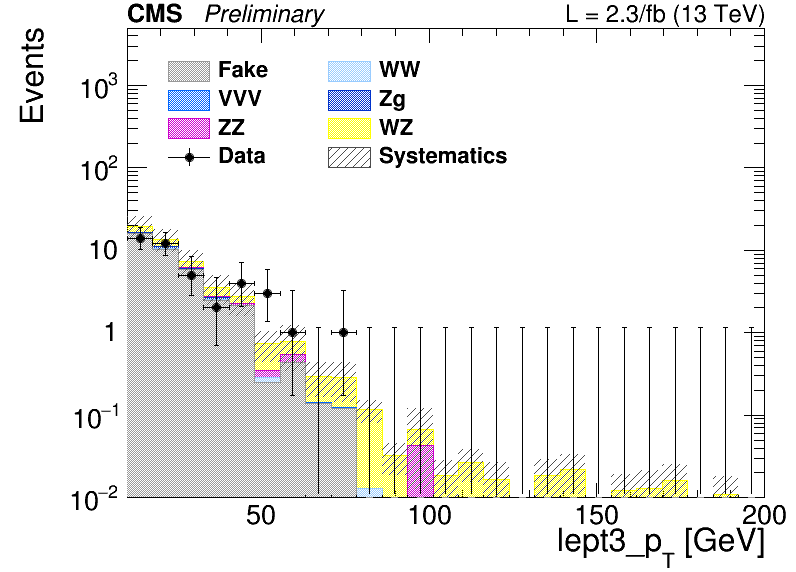 CMS Preliminary L = 2.3/fb (13 TeV)
Events
Fake WW
VVV Zg
ZZ WZ
Data Systematics
10³
10²
10
1
10⁻¹
10⁻²
50 100 150 200
lept3_p_T [GeV]